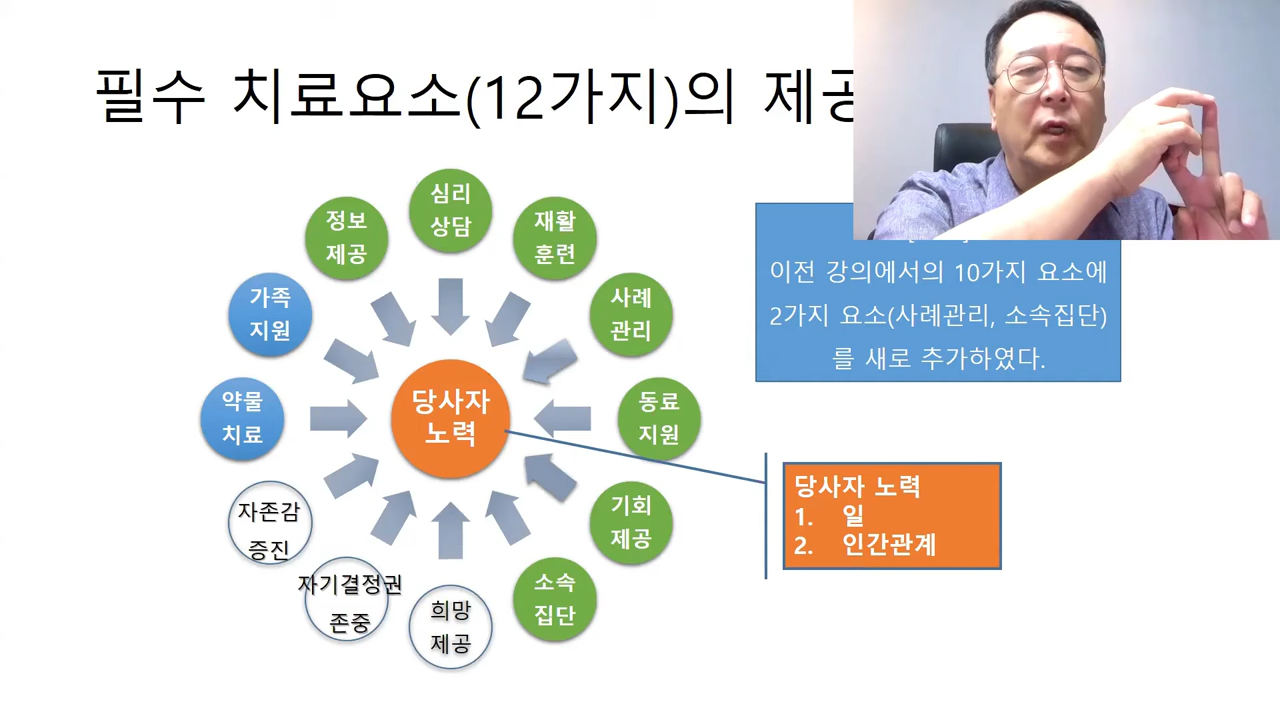 필수 치료요소(12가지)의 제공
심리
상담
재활
훈련
사례
관리
동료
지원
기회
제공
소속
집단
희망
제공
자기결정권
존중
자존감
증진
약물
치료
가족
지원
정보
제공
당사자
노력
이전 강의에서의 10가지 요소에
2가지 요소(사례관리, 소속집단)
를 새로 추가하였다.
당사자 노력
1. 일
2. 인간관계